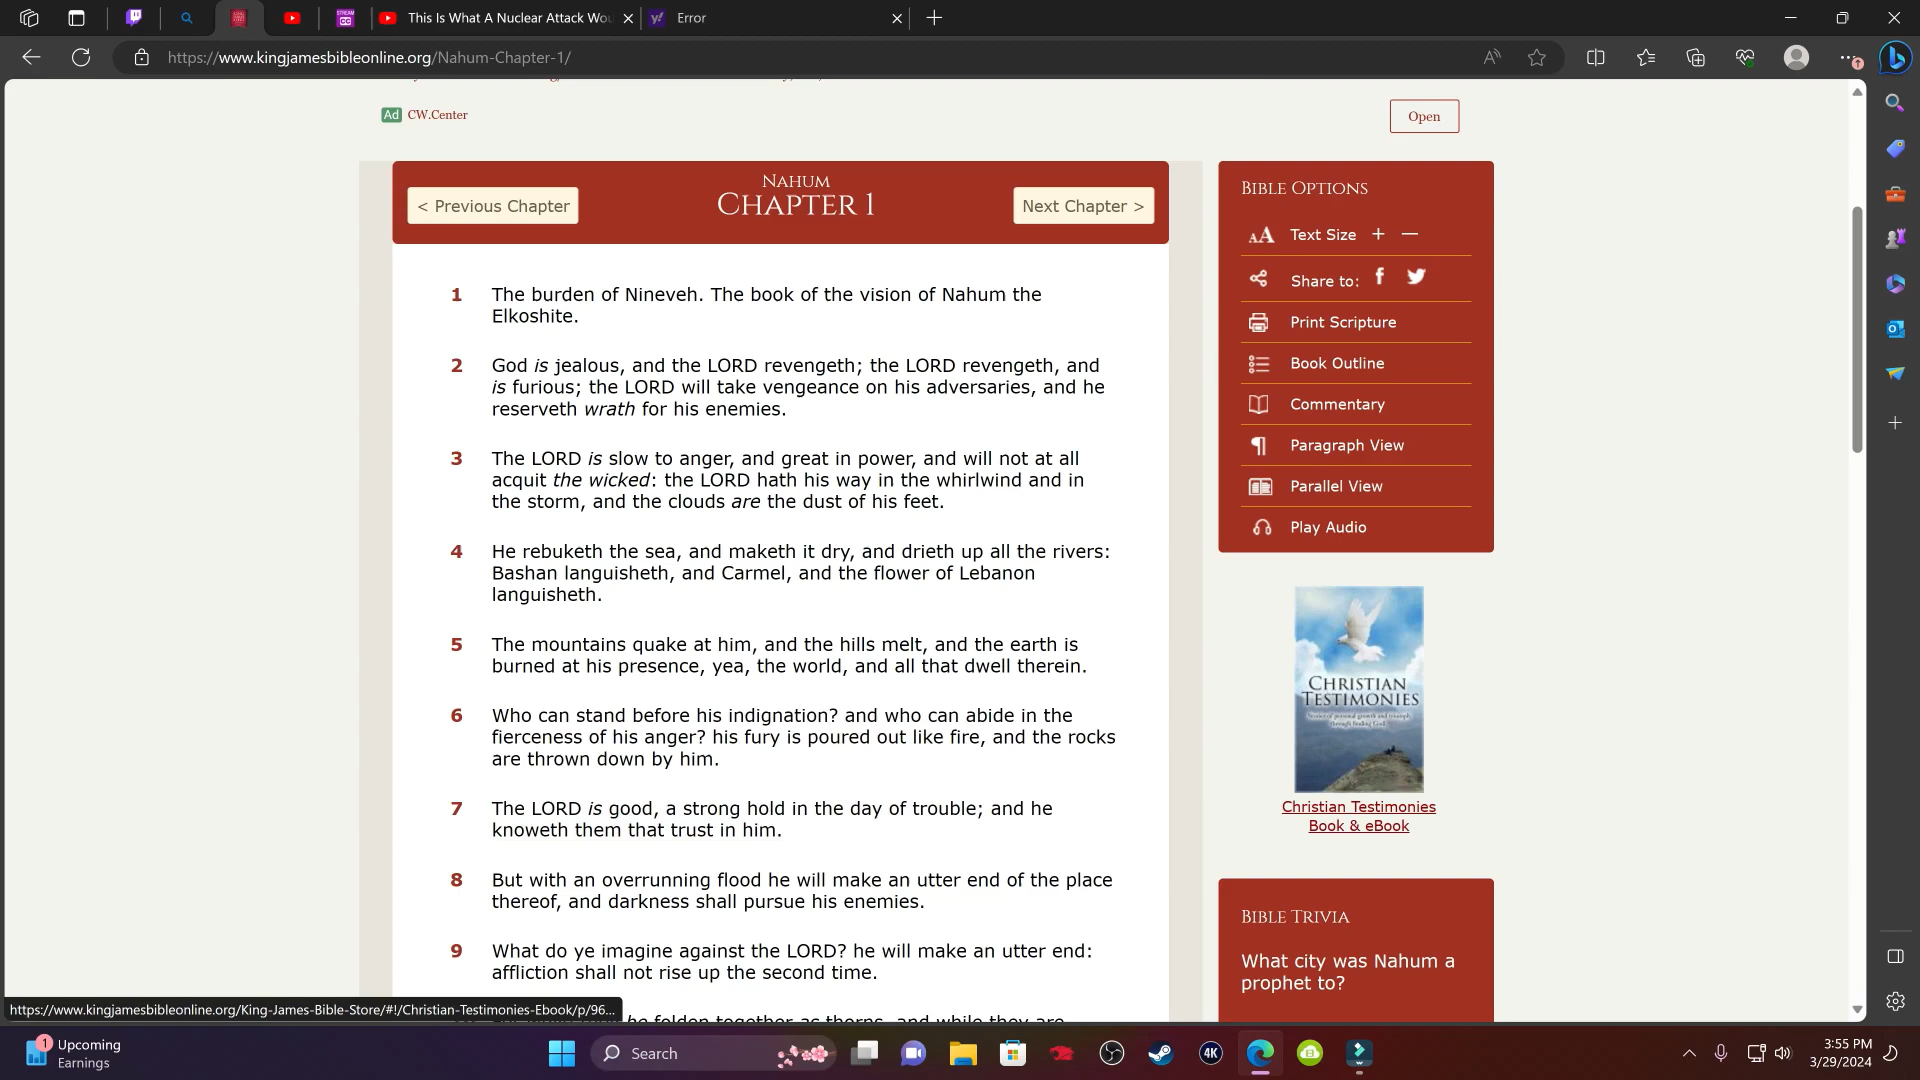 This Is What A Nuclear Attack Wou
Error
https://www.kingjamesbibleonline.org/Nahum-Chapter-1/
Ad CW.Center
Open
< Previous Chapter
Nahum
Chapter 1
Next Chapter >
1 The burden of Nineveh. The book of the vision of Nahum the
Elkoshite.
2 God is jealous, and the LORD revengeth; the LORD revengeth, and
is furious; the LORD will take vengeance on his adversaries, and he
reserveth wrath for his enemies.
3 The LORD is slow to anger, and great in power, and will not at all
acquit the wicked: the LORD hath his way in the whirlwind and in
the storm, and the clouds are the dust of his feet.
4 He rebuketh the sea, and maketh it dry, and drieth up all the rivers:
Bashan languisheth, and Carmel, and the flower of Lebanon
languisheth.
5 The mountains quake at him, and the hills melt, and the earth is
burned at his presence, yea, the world, and all that dwell therein.
6 Who can stand before his indignation? and who can abide in the
fierceness of his anger? his fury is poured out like fire, and the rocks
are thrown down by him.
7 The LORD is good, a strong hold in the day of trouble; and he
knoweth them that trust in him.
8 But with an overrunning flood he will make an utter end of the place
thereof, and darkness shall pursue his enemies.
9 What do ye imagine against the LORD? he will make an utter end:
affliction shall not rise up the second time.
Bible Options
AA Text Size + —
Share to:
Print Scripture
Book Outline
Commentary
Paragraph View
Parallel View
Play Audio
Christian
Testimonies
Christian Testimonies
Book & eBook
Bible Trivia
What city was Nahum a
prophet to?
https://www.kingjamesbibleonline.org/King-James-Bible-Store/#!/Christian-Testimonies-Ebook/p/96...
he folden together as thorns, and while they are
1
Upcoming
Earnings
Search
4K
3:55 PM
3/29/2024